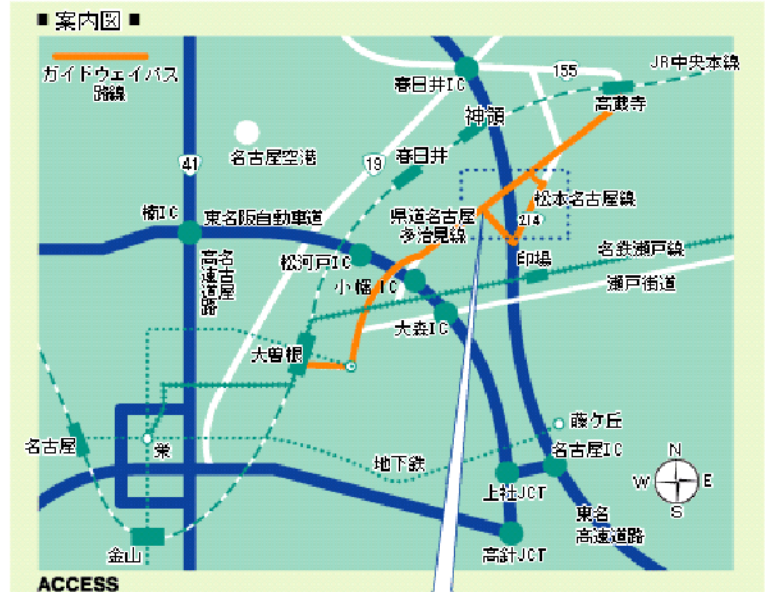 ■ 案内図 ■
ガイドウェイバス
路線
155
JR中央本線
春日井IC
高蔵寺
神領
名古屋空港
19
春日井
41
松本名古屋線
楠IC
東名阪自動車道
県道名古屋
多治見線
214
名古屋
高速道路
松河戸IC
印場
名鉄瀬戸線
小幡IC
瀬戸街道
大森IC
大曽根
藤ケ丘
名古屋
栄
地下鉄
名古屋IC
上社JCT
N
W
E
S
東名
高速道路
金山
高針JCT
ACCESS